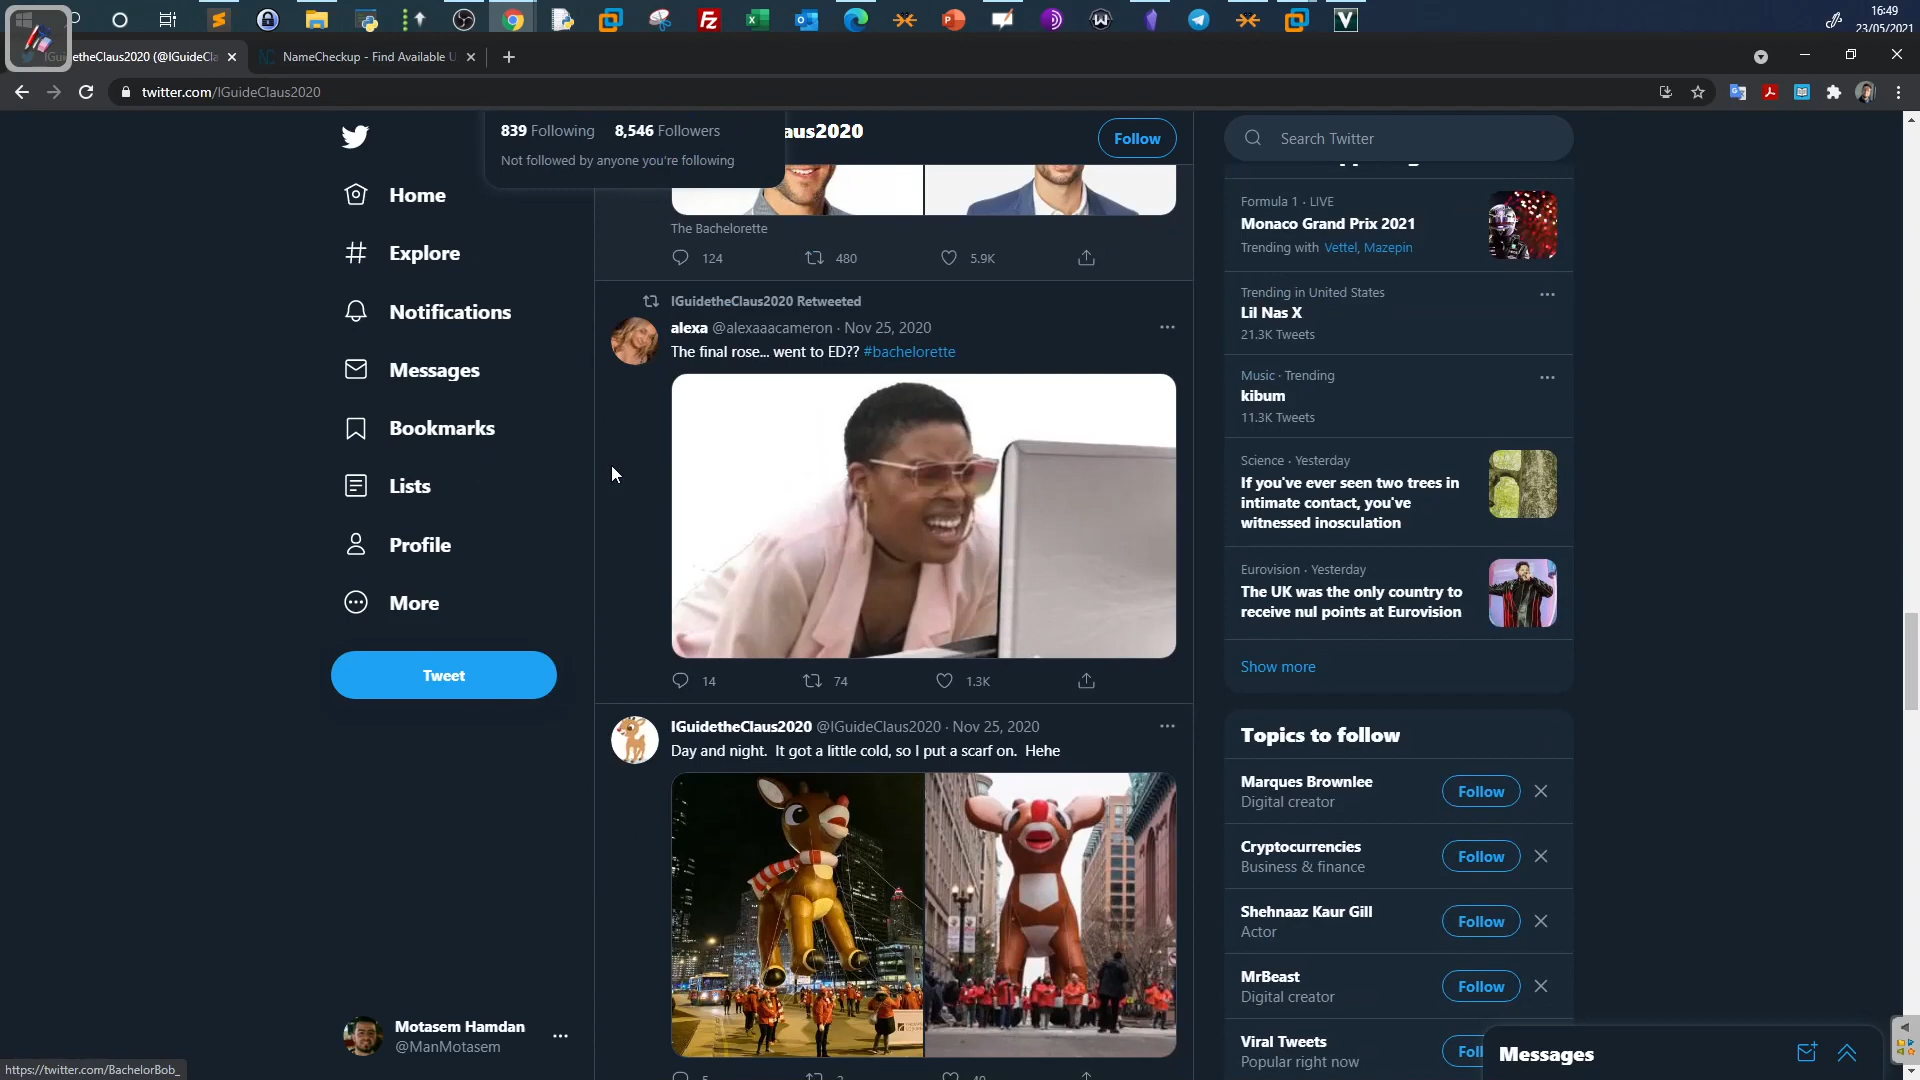 16:49
23/05/2021
IGuidetheClaus2020 (@IGuideCla
NameCheckup - Find Available U
twitter.com/IGuideClaus2020
839 Following 8,546 Followers
Not followed by anyone you're following
aus2020
Follow
Search Twitter
Home
Explore
Notifications
Messages
Bookmarks
Lists
Profile
More
Tweet
Motasem Hamdan
@ManMotasem
https://twitter.com/BachelorBob_
The Bachelorette
124 480 5.9K
IGuidetheClaus2020 Retweeted
alexa @alexaaacameron · Nov 25, 2020
The final rose... went to ED?? #bachelorette
14 74 1.3K
IGuidetheClaus2020 @IGuideClaus2020 · Nov 25, 2020
Day and night. It got a little cold, so I put a scarf on. Hehe
Formula 1 · LIVE
Monaco Grand Prix 2021
Trending with Vettel, Mazepin
Trending in United States
Lil Nas X
21.3K Tweets
Music · Trending
kibum
11.3K Tweets
Science · Yesterday
If you've ever seen two trees in
intimate contact, you've
witnessed inosculation
Eurovision · Yesterday
The UK was the only country to
receive nul points at Eurovision
Show more
Topics to follow
Marques Brownlee
Digital creator
Follow
Cryptocurrencies
Business & finance
Follow
Shehnaaz Kaur Gill
Actor
Follow
MrBeast
Digital creator
Follow
Viral Tweets
Popular right now
Foll
Messages